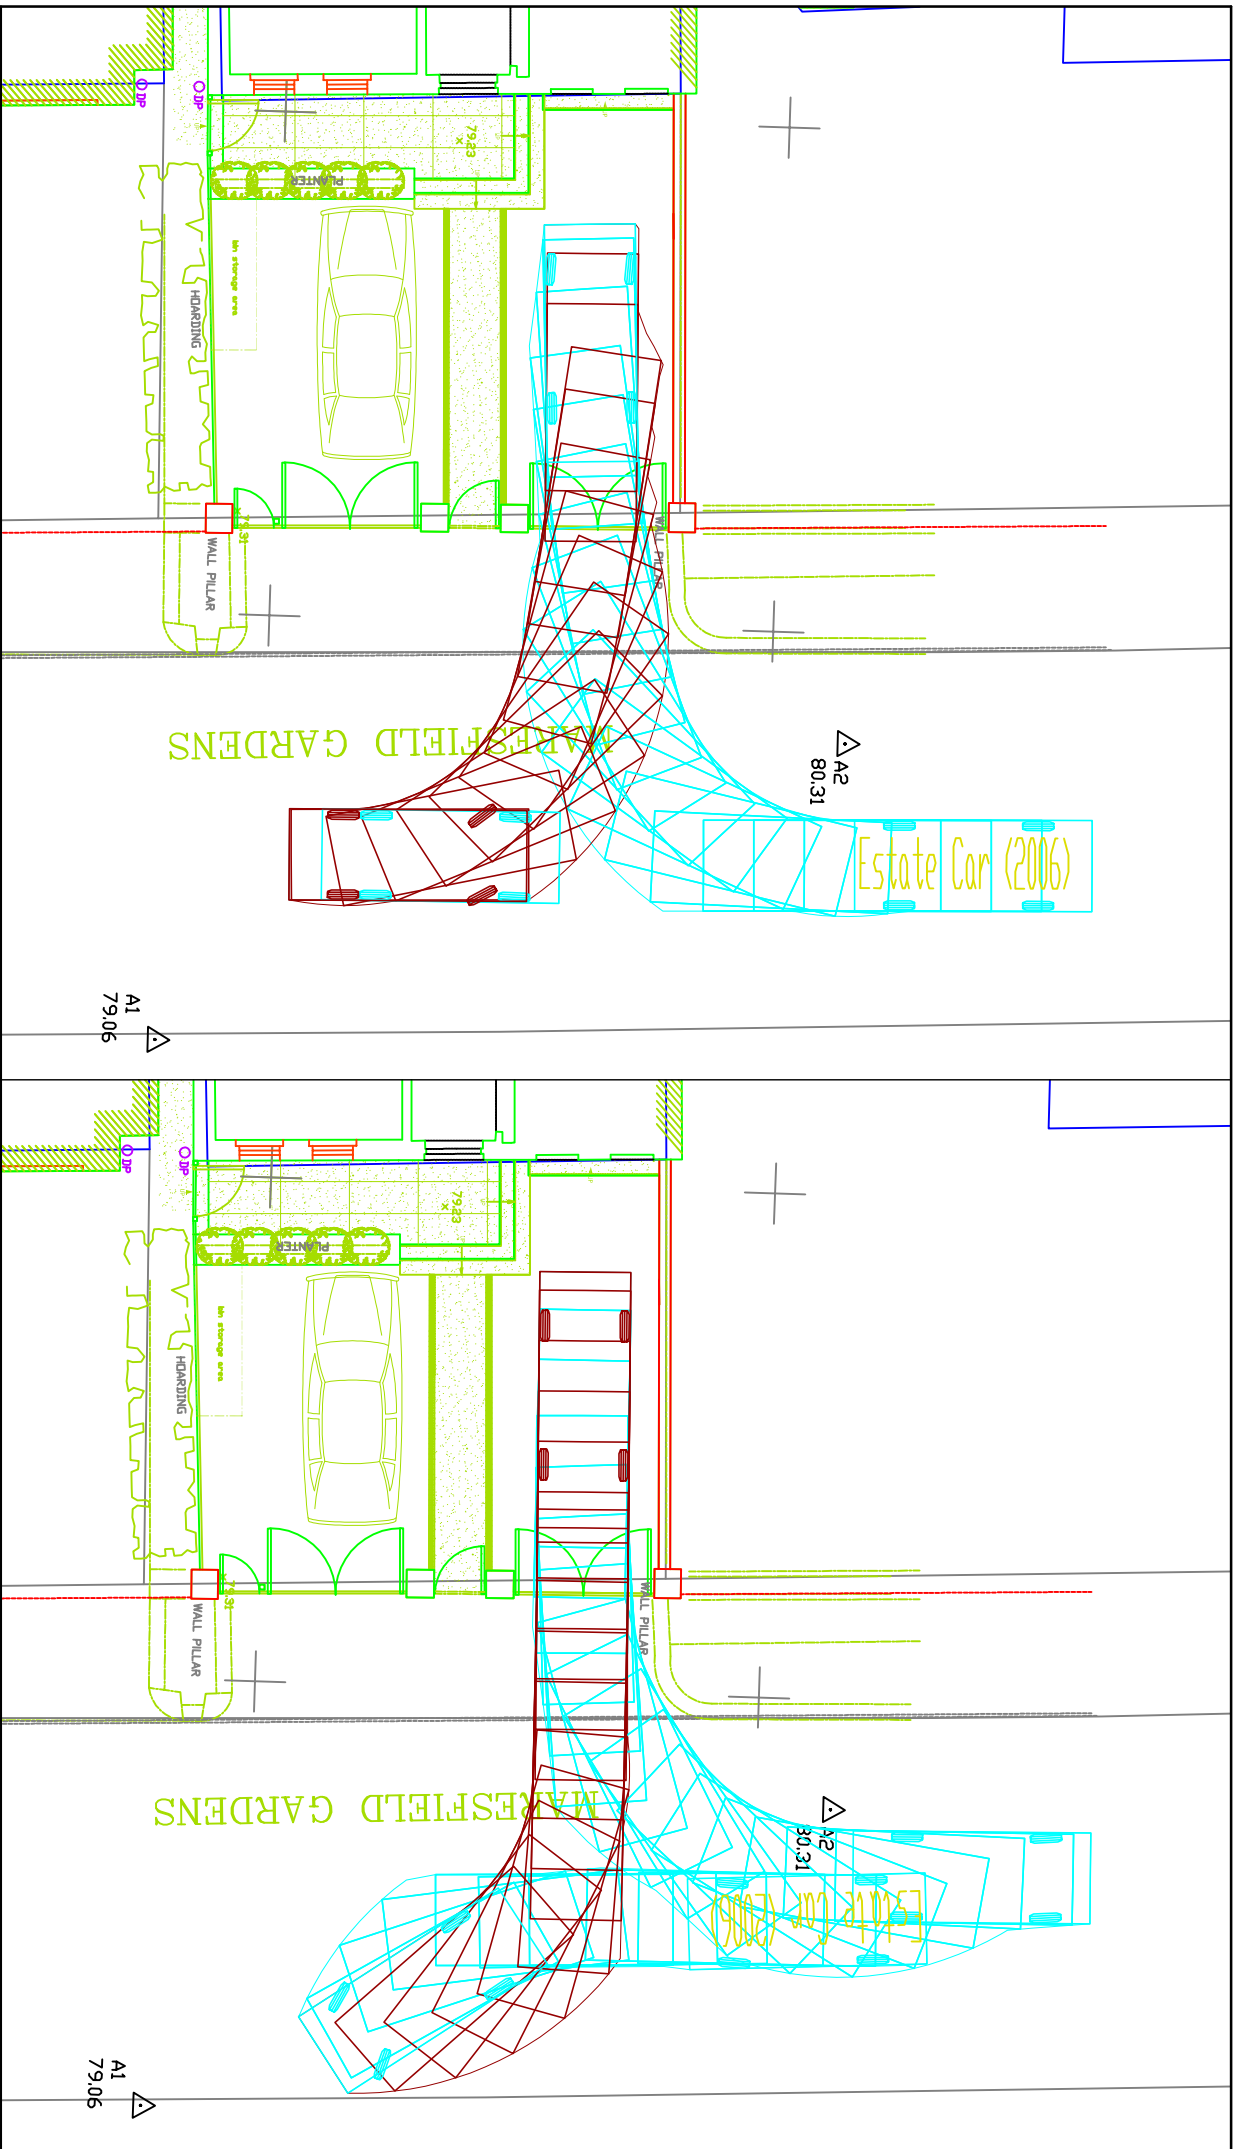 DP
DP
79.23
PLANTER
bin storage area
HOARDING
79.31
WALL PILLAR
WALL PILLAR
MARESFIELD GARDENS
A2
80.31
Estate Car (2006)
A1
79.06
DP
DP
79.23
PLANTER
bin storage area
HOARDING
79.31
WALL PILLAR
WALL PILLAR
MARESFIELD GARDENS
A2
80.31
Estate Car (2006)
A1
79.06